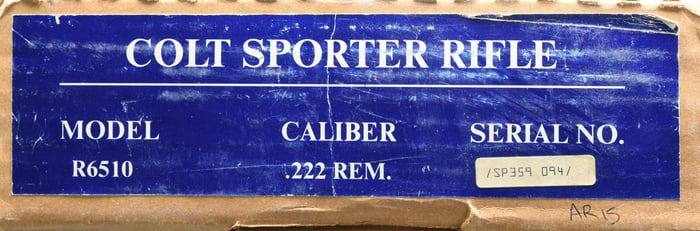 COLT SPORTER RIFLE
MODEL CALIBER SERIAL NO.
R6510 .222 REM. /SP359 094/
AR15